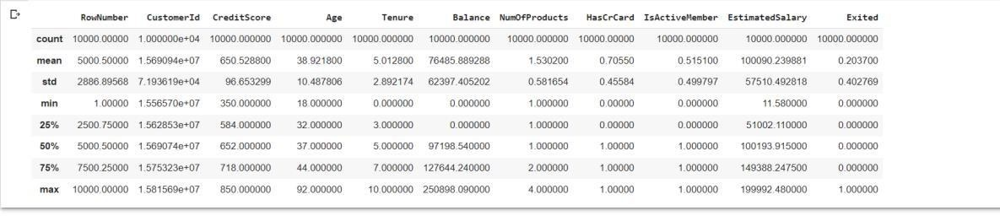 RowNumber CustomerId CreditScore Age Tenure Balance NumOfProducts HasCrCard IsActiveMember EstimatedSalary Exited
count 10000.00000 1.000000e+04 10000.000000 10000.000000 10000.000000 10000.000000 10000.000000 10000.00000 10000.000000 10000.000000 10000.000000
mean 5000.50000 1.569094e+07 650.528800 38.921800 5.012800 76485.889288 1.530200 0.70550 0.515100 100090.239881 0.203700
std 2886.89568 7.193619e+04 96.653299 10.487806 2.892174 62397.405202 0.581654 0.45584 0.499797 57510.492818 0.402769
min 1.00000 1.556570e+07 350.000000 18.000000 0.000000 0.000000 1.000000 0.00000 0.000000 11.580000 0.000000
25% 2500.75000 1.562853e+07 584.000000 32.000000 3.000000 0.000000 1.000000 0.00000 0.000000 51002.110000 0.000000
50% 5000.50000 1.569074e+07 652.000000 37.000000 5.000000 97198.540000 1.000000 1.00000 1.000000 100193.915000 0.000000
75% 7500.25000 1.575323e+07 718.000000 44.000000 7.000000 127644.240000 2.000000 1.00000 1.000000 149388.247500 0.000000
max 10000.00000 1.581569e+07 850.000000 92.000000 10.000000 250898.090000 4.000000 1.00000 1.000000 199992.480000 1.000000